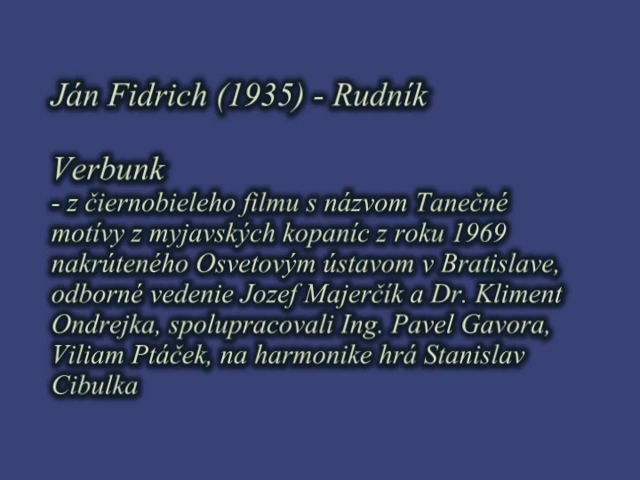 Ján Fidrich (1935) - Rudník
Verbunk
- z čiernobieleho filmu s názvom Tanečné
motívy z myjavských kopaníc z roku 1969
nakrúteného Osvetovým ústavom v Bratislave,
odborné vedenie Jozef Majerčík a Dr. Kliment
Ondrejka, spolupracovali Ing. Pavel Gavora,
Viliam Ptáček, na harmonike hrá Stanislav
Cibulka